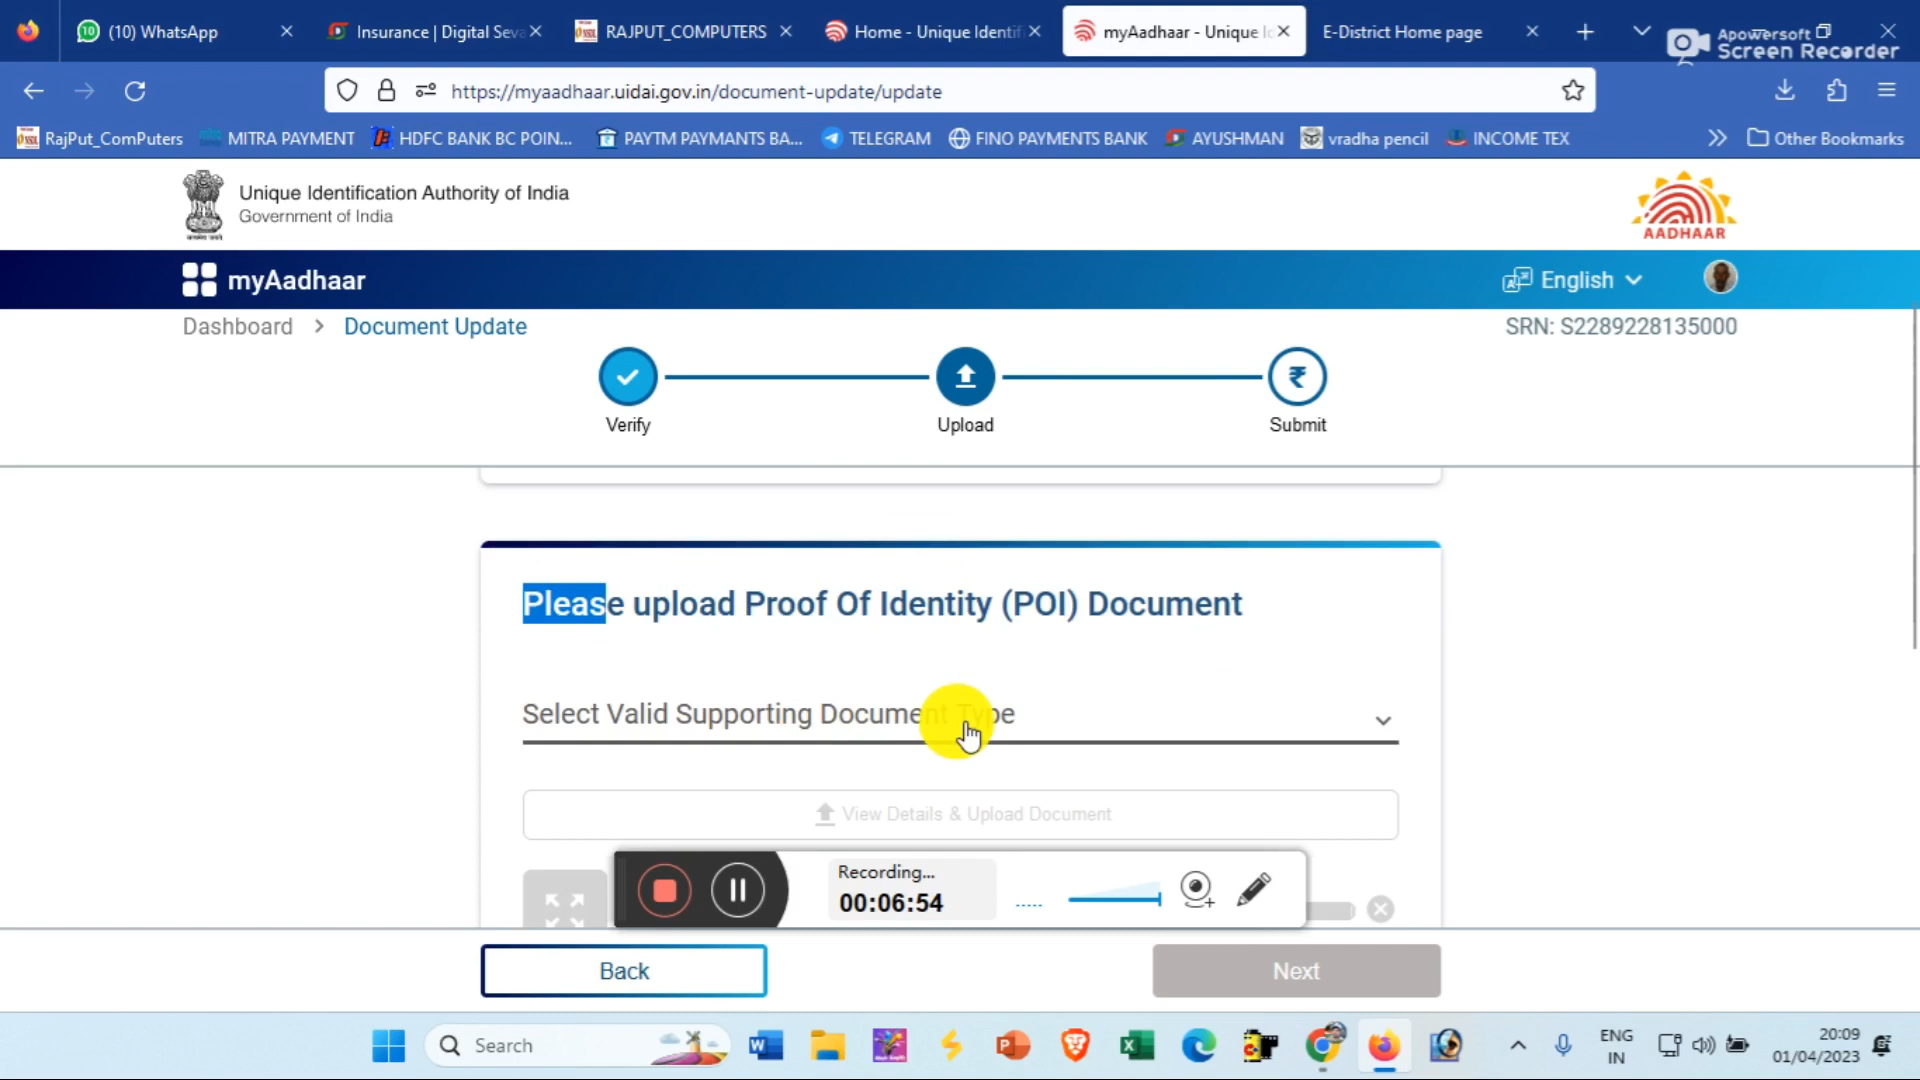 (10) WhatsApp
Insurance | Digital Seva
RAJPUT_COMPUTERS
Home - Unique Identifi
myAadhaar - Unique Id
E-District Home page
Apowersoft
Screen Recorder
https://myaadhaar.uidai.gov.in/document-update/update
RajPut_ComPuters
MITRA PAYMENT
HDFC BANK BC POIN...
PAYTM PAYMANTS BA...
TELEGRAM
FINO PAYMENTS BANK
AYUSHMAN
vradha pencil
INCOME TEX
Other Bookmarks
Unique Identification Authority of India
Government of India
AADHAAR
myAadhaar
English
Dashboard > Document Update
SRN: S2289228135000
Verify
Upload
Submit
Please upload Proof Of Identity (POI) Document
Select Valid Supporting Document Type
View Details & Upload Document
Recording...
00:06:54
Back
Next
Search
ENG
IN
20:09
01/04/2023